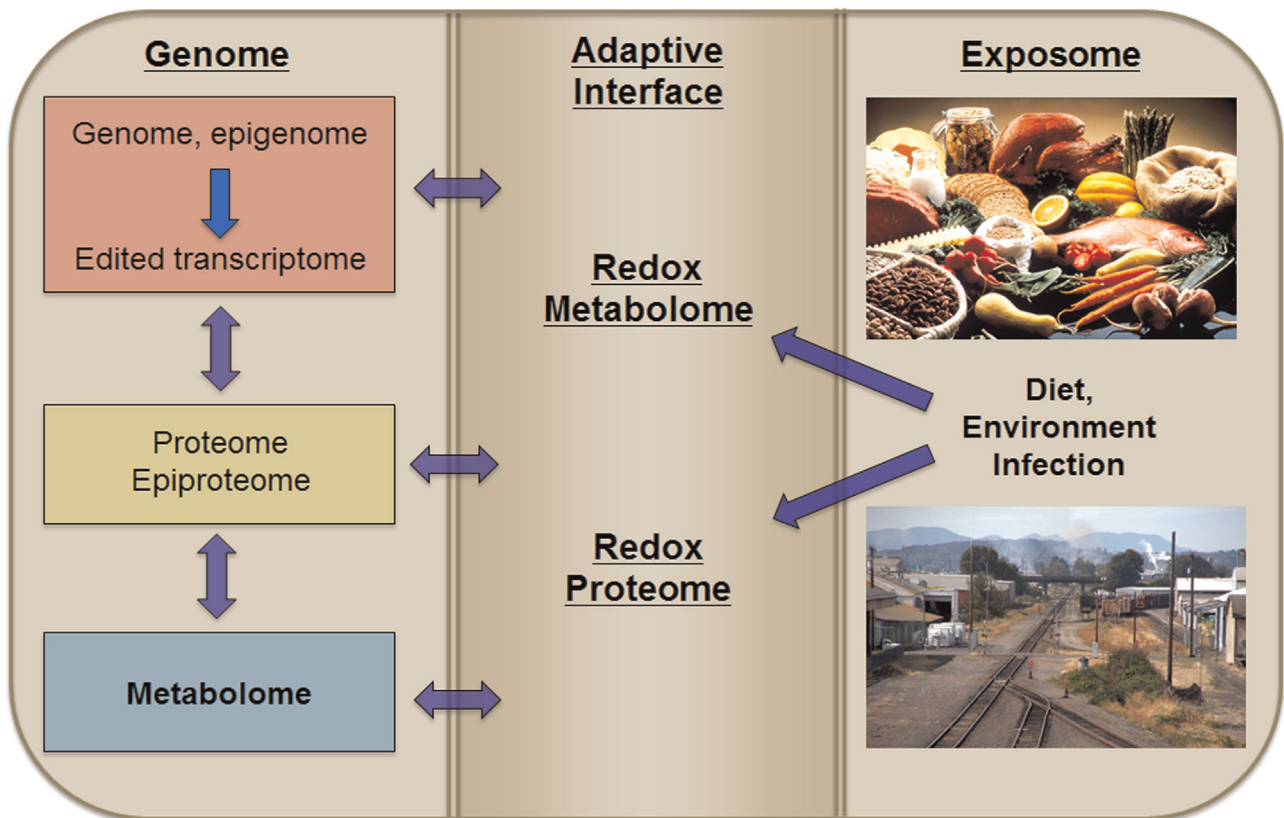 Genome
Genome, epigenome
Edited transcriptome
Proteome
Epiproteome
Metabolome
Adaptive
Interface
Redox
Metabolome
Redox
Proteome
Exposome
Diet,
Environment
Infection